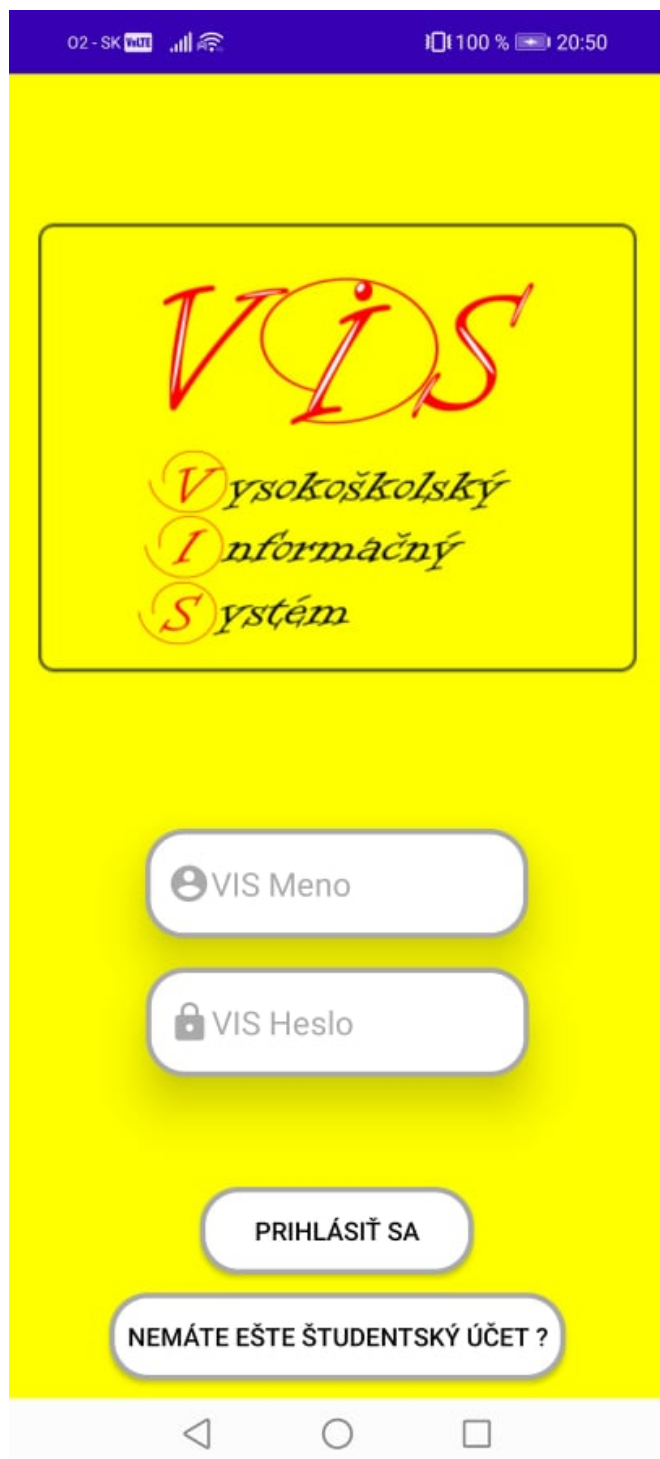 O2 - SK VoLTE 100 % 20:50
VIS
Vysokoškolský
Informačný
Systém
VIS Meno
VIS Heslo
PRIHLÁSIŤ SA
NEMÁTE EŠTE ŠTUDENTSKÝ ÚČET ?